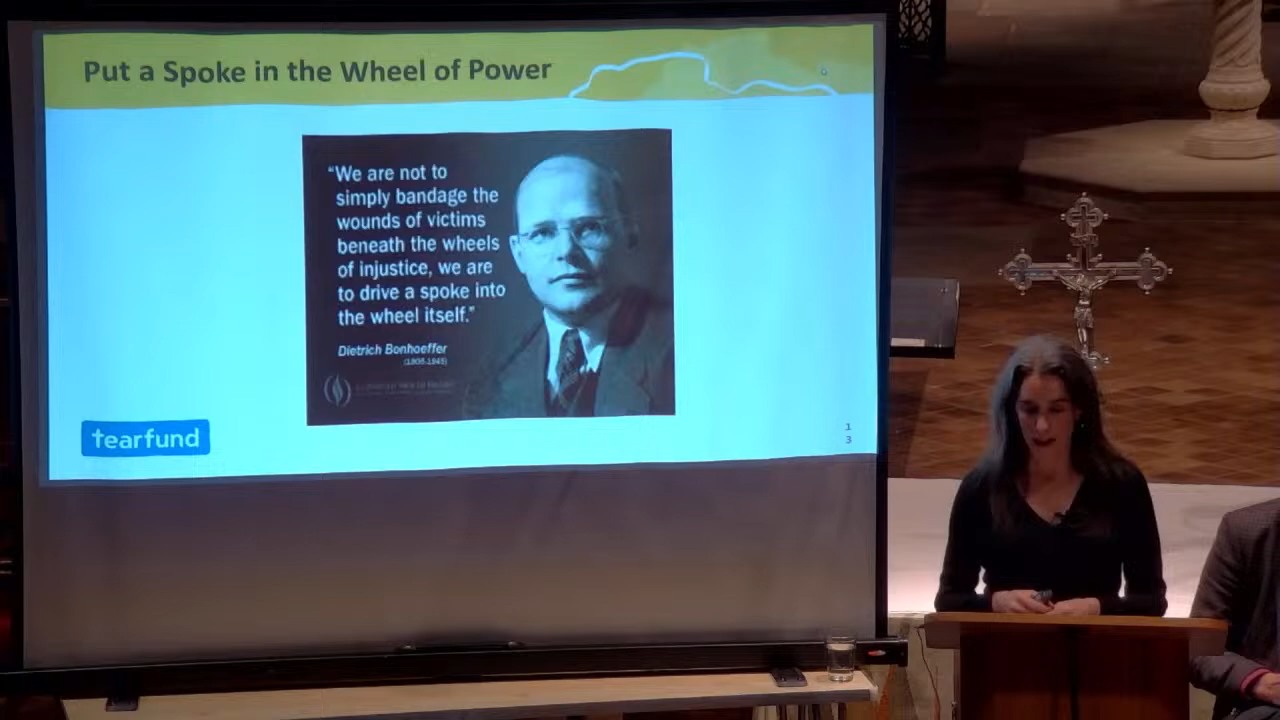 Put a Spoke in the Wheel of Power
“We are not to
simply bandage the
wounds of victims
beneath the wheels
of injustice, we are
to drive a spoke into
the wheel itself.”
Dietrich Bonhoeffer
(1906-1945)
tearfund
1
3